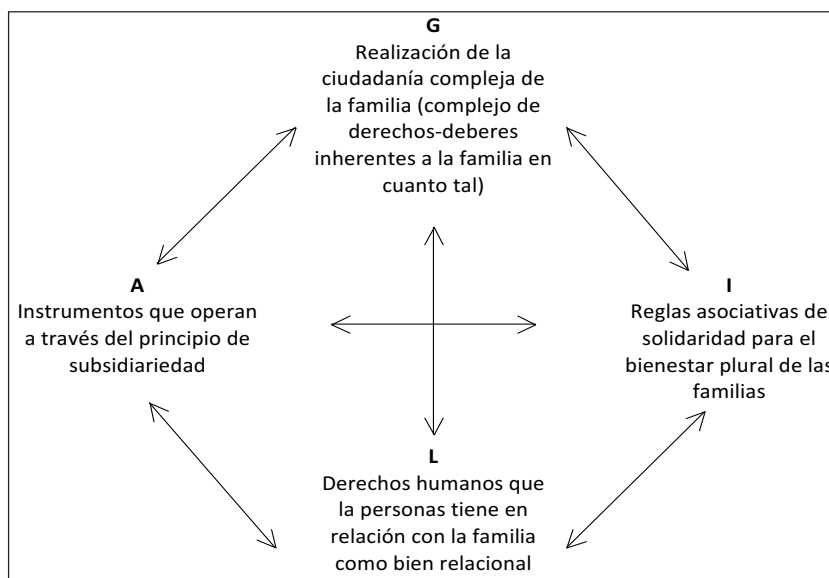 G
Realización de la
ciudadanía compleja de
la familia (complejo de
derechos-deberes
inherentes a la familia en
cuanto tal)
A
Instrumentos que operan
a través del principio de
subsidiariedad
I
Reglas asociativas de
solidaridad para el
bienestar plural de las
familias
L
Derechos humanos que
la personas tiene en
relación con la familia
como bien relacional